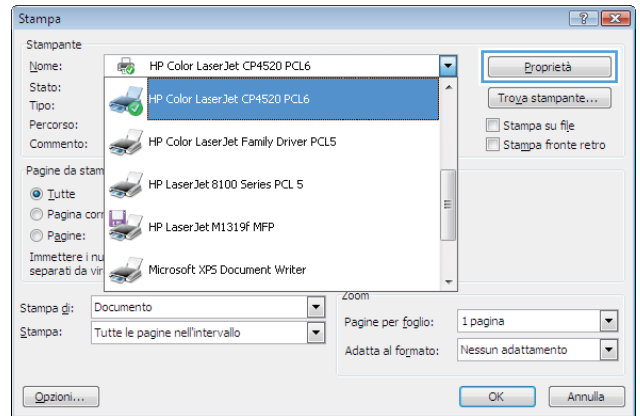 Stampa
Stampante
Nome: HP Color LaserJet CP4520 PCL6 Proprietà
Stato:
HP Color LaserJet CP4520 PCL6 Trova stampante...
Tipo:
Percorso: Stampa su file
Commento: HP Color LaserJet Family Driver PCL5 Stampa fronte retro
Pagine da stam
HP LaserJet 8100 Series PCL 5
Tutte
Pagina corr
HP LaserJet M1319f MFP
Pagine:
Immettere i nu
separati da vir Microsoft XPS Document Writer
Zoom
Stampa di: Documento
Pagine per foglio: 1 pagina
Stampa: Tutte le pagine nell'intervallo
Adatta al formato: Nessun adattamento
Opzioni... OK Annulla